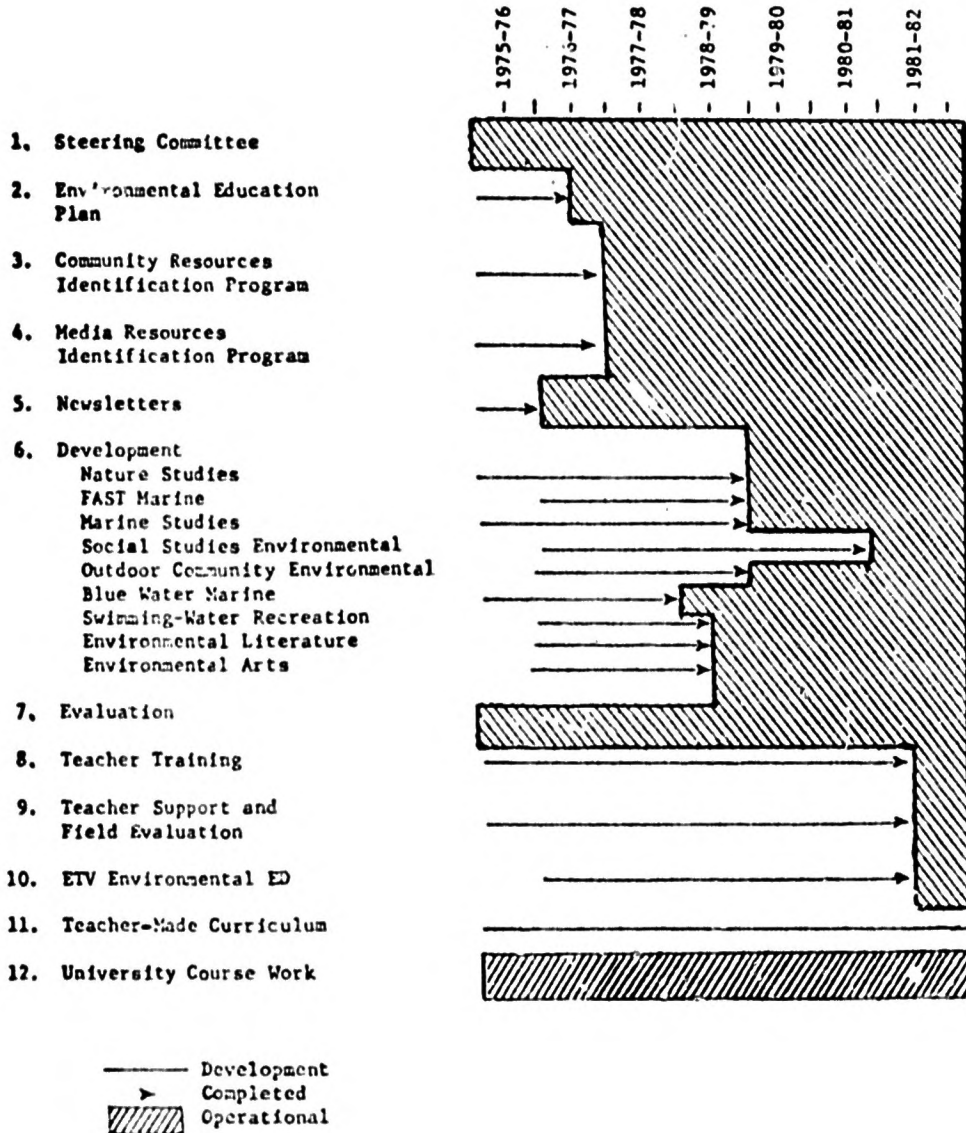 1975-76
1976-77
1977-78
1978-79
1979-80
1980-81
1981-82
1. Steering Committee
2. Environmental Education
Plan
3. Community Resources
Identification Program
4. Media Resources
Identification Program
5. Newsletters
6. Development
Nature Studies
FAST Marine
Marine Studies
Social Studies Environmental
Outdoor Community Environmental
Blue Water Marine
Swimming-Water Recreation
Environmental Literature
Environmental Arts
7. Evaluation
8. Teacher Training
9. Teacher Support and
Field Evaluation
10. ETV Environmental ED
11. Teacher-Made Curriculum
12. University Course Work
Development
Completed
Operational